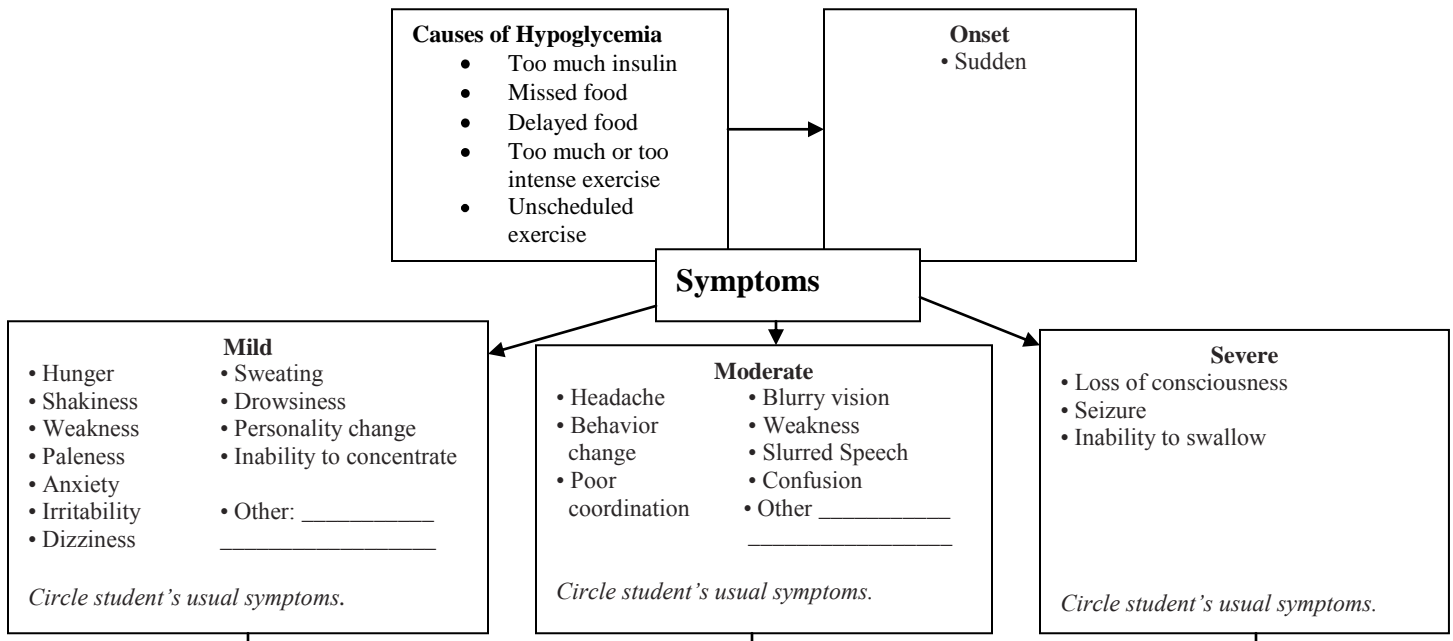 Causes of Hypoglycemia
• Too much insulin
• Missed food
• Delayed food
• Too much or too
intense exercise
• Unscheduled
exercise
Onset
• Sudden
Symptoms
Mild
• Hunger
• Shakiness
• Weakness
• Paleness
• Anxiety
• Irritability
• Dizziness
• Sweating
• Drowsiness
• Personality change
• Inability to concentrate
• Other: ___________
__________________
Circle student’s usual symptoms.
Moderate
• Headache
• Behavior
change
• Poor
coordination
• Blurry vision
• Weakness
• Slurred Speech
• Confusion
• Other ___________
_________________
Circle student’s usual symptoms.
Severe
• Loss of consciousness
• Seizure
• Inability to swallow
Circle student’s usual symptoms.